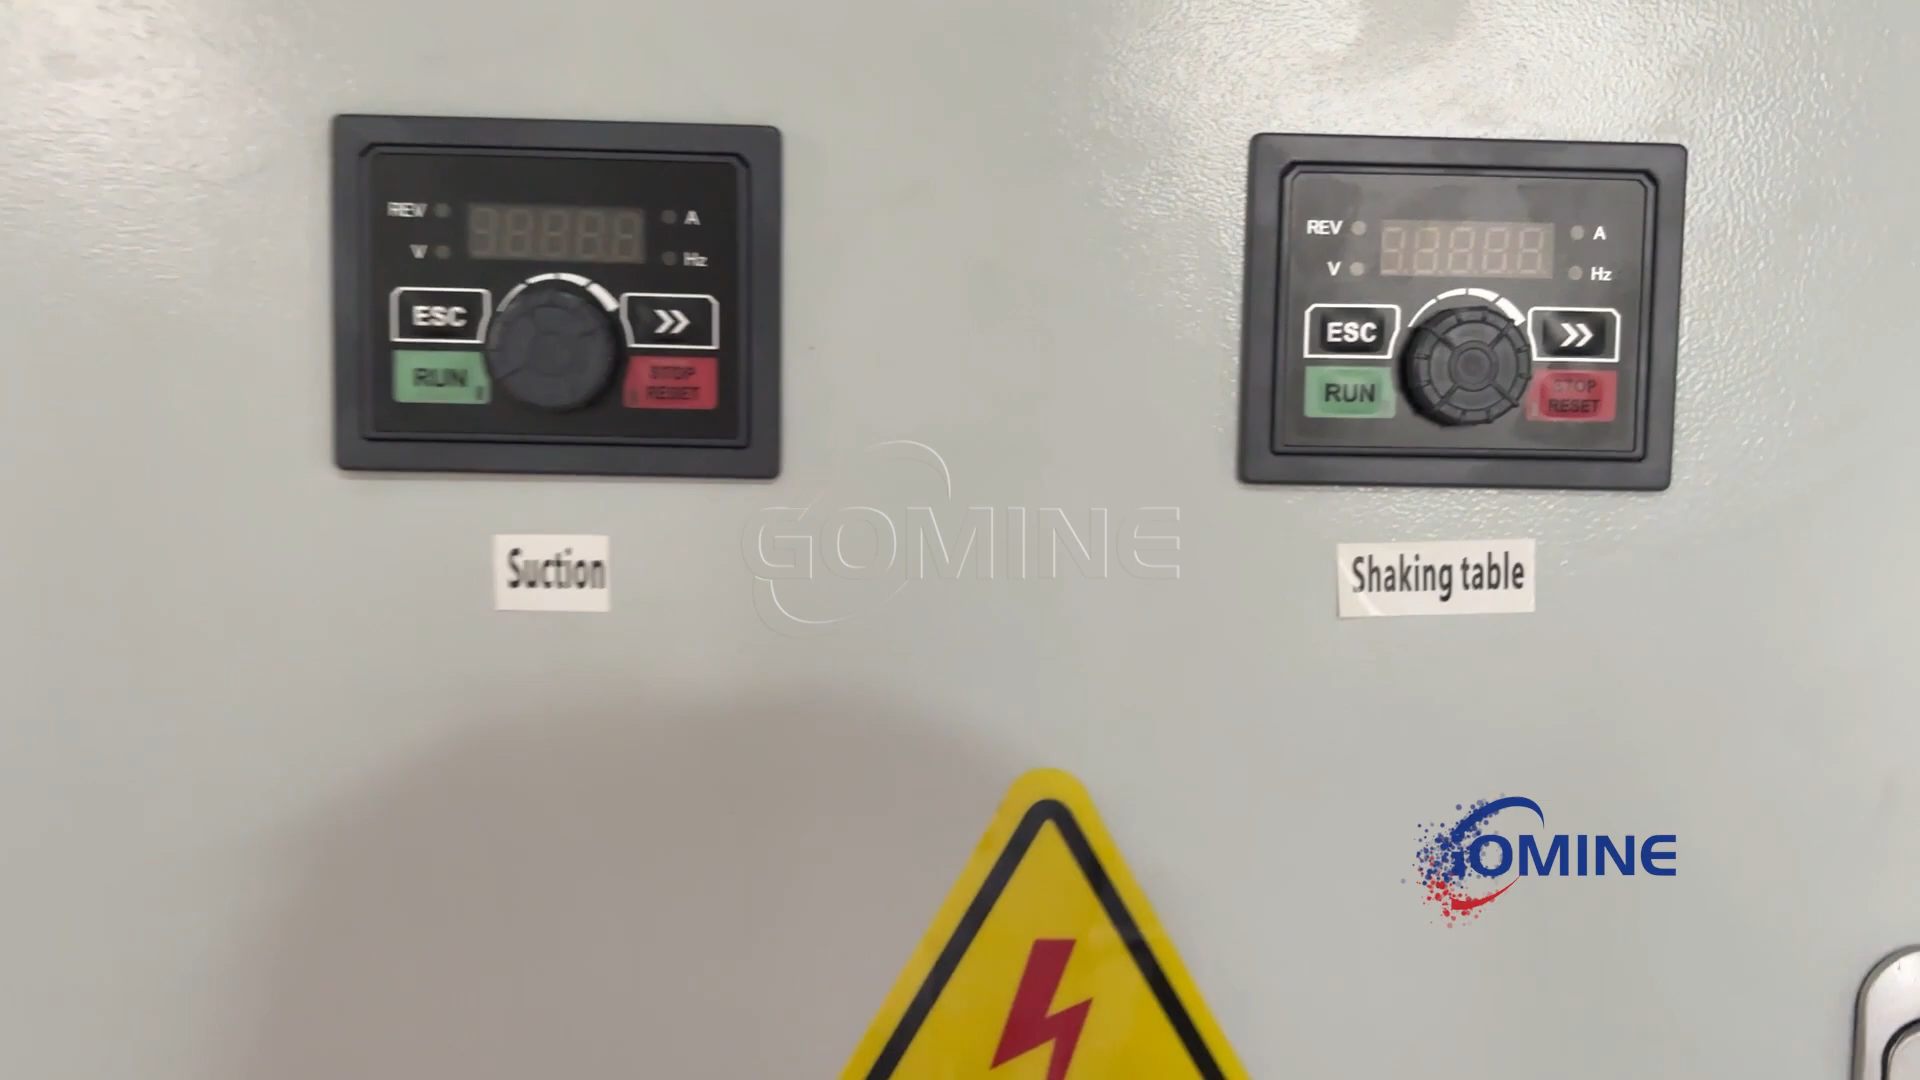 REV
A
V
Hz
ESC
»
RUN
STOP
RESET
Suction
REV
A
V
Hz
ESC
»
RUN
STOP
RESET
Shaking table
GOMINE
GOMINE